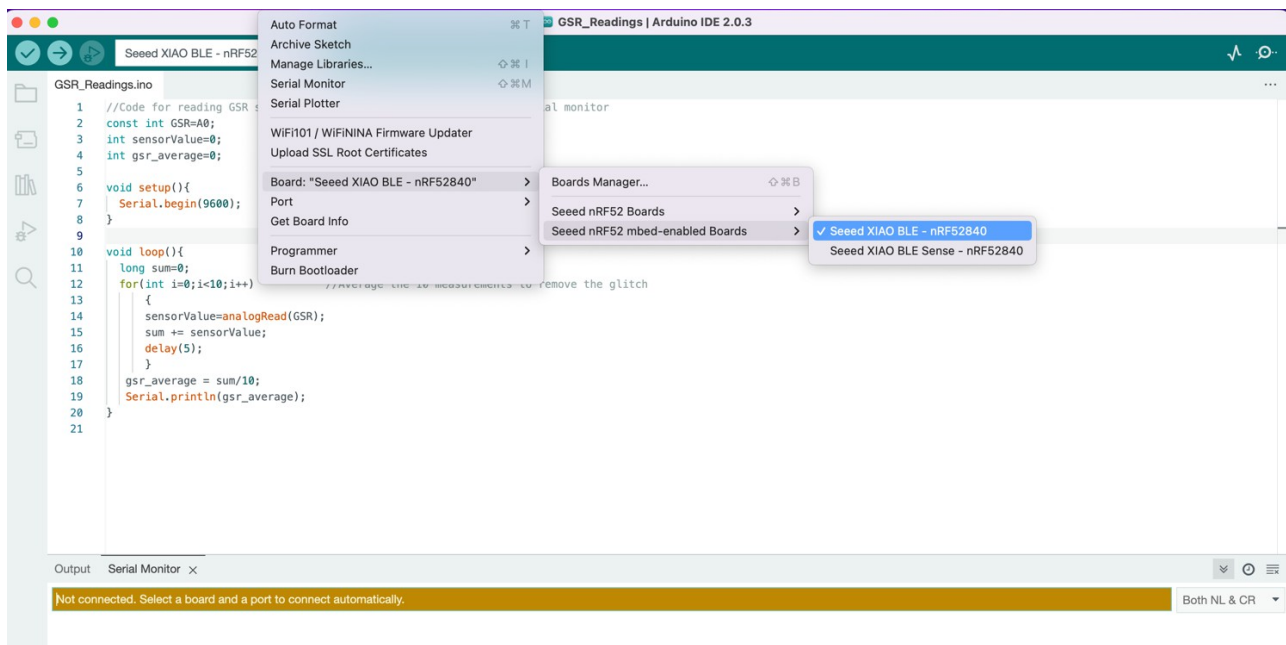 GSR_Readings | Arduino IDE 2.0.3
Seeed XIAO BLE - nRF52
Auto Format ⌘ T
Archive Sketch
Manage Libraries... ⇧ ⌘ I
Serial Monitor ⇧ ⌘ M
Serial Plotter
WiFi101 / WiFiNINA Firmware Updater
Upload SSL Root Certificates
Board: "Seeed XIAO BLE - nRF52840" >
Port >
Get Board Info
Programmer >
Burn Bootloader
Boards Manager... ⇧ ⌘ B
Seeed nRF52 Boards >
Seeed nRF52 mbed-enabled Boards >
✓ Seeed XIAO BLE - nRF52840
Seeed XIAO BLE Sense - nRF52840
GSR_Readings.ino ...
1 //Code for reading GSR al monitor
2 const int GSR=A0;
3 int sensorValue=0;
4 int gsr_average=0;
5
6 void setup(){
7 Serial.begin(9600);
8 }
9
10 void loop(){
11 long sum=0;
12 for(int i=0;i<10;i++) //Average the 10 measurements to remove the glitch
13 {
14 sensorValue=analogRead(GSR);
15 sum += sensorValue;
16 delay(5);
17 }
18 gsr_average = sum/10;
19 Serial.println(gsr_average);
20 }
21
Output Serial Monitor ×
Not connected. Select a board and a port to connect automatically.
Both NL & CR